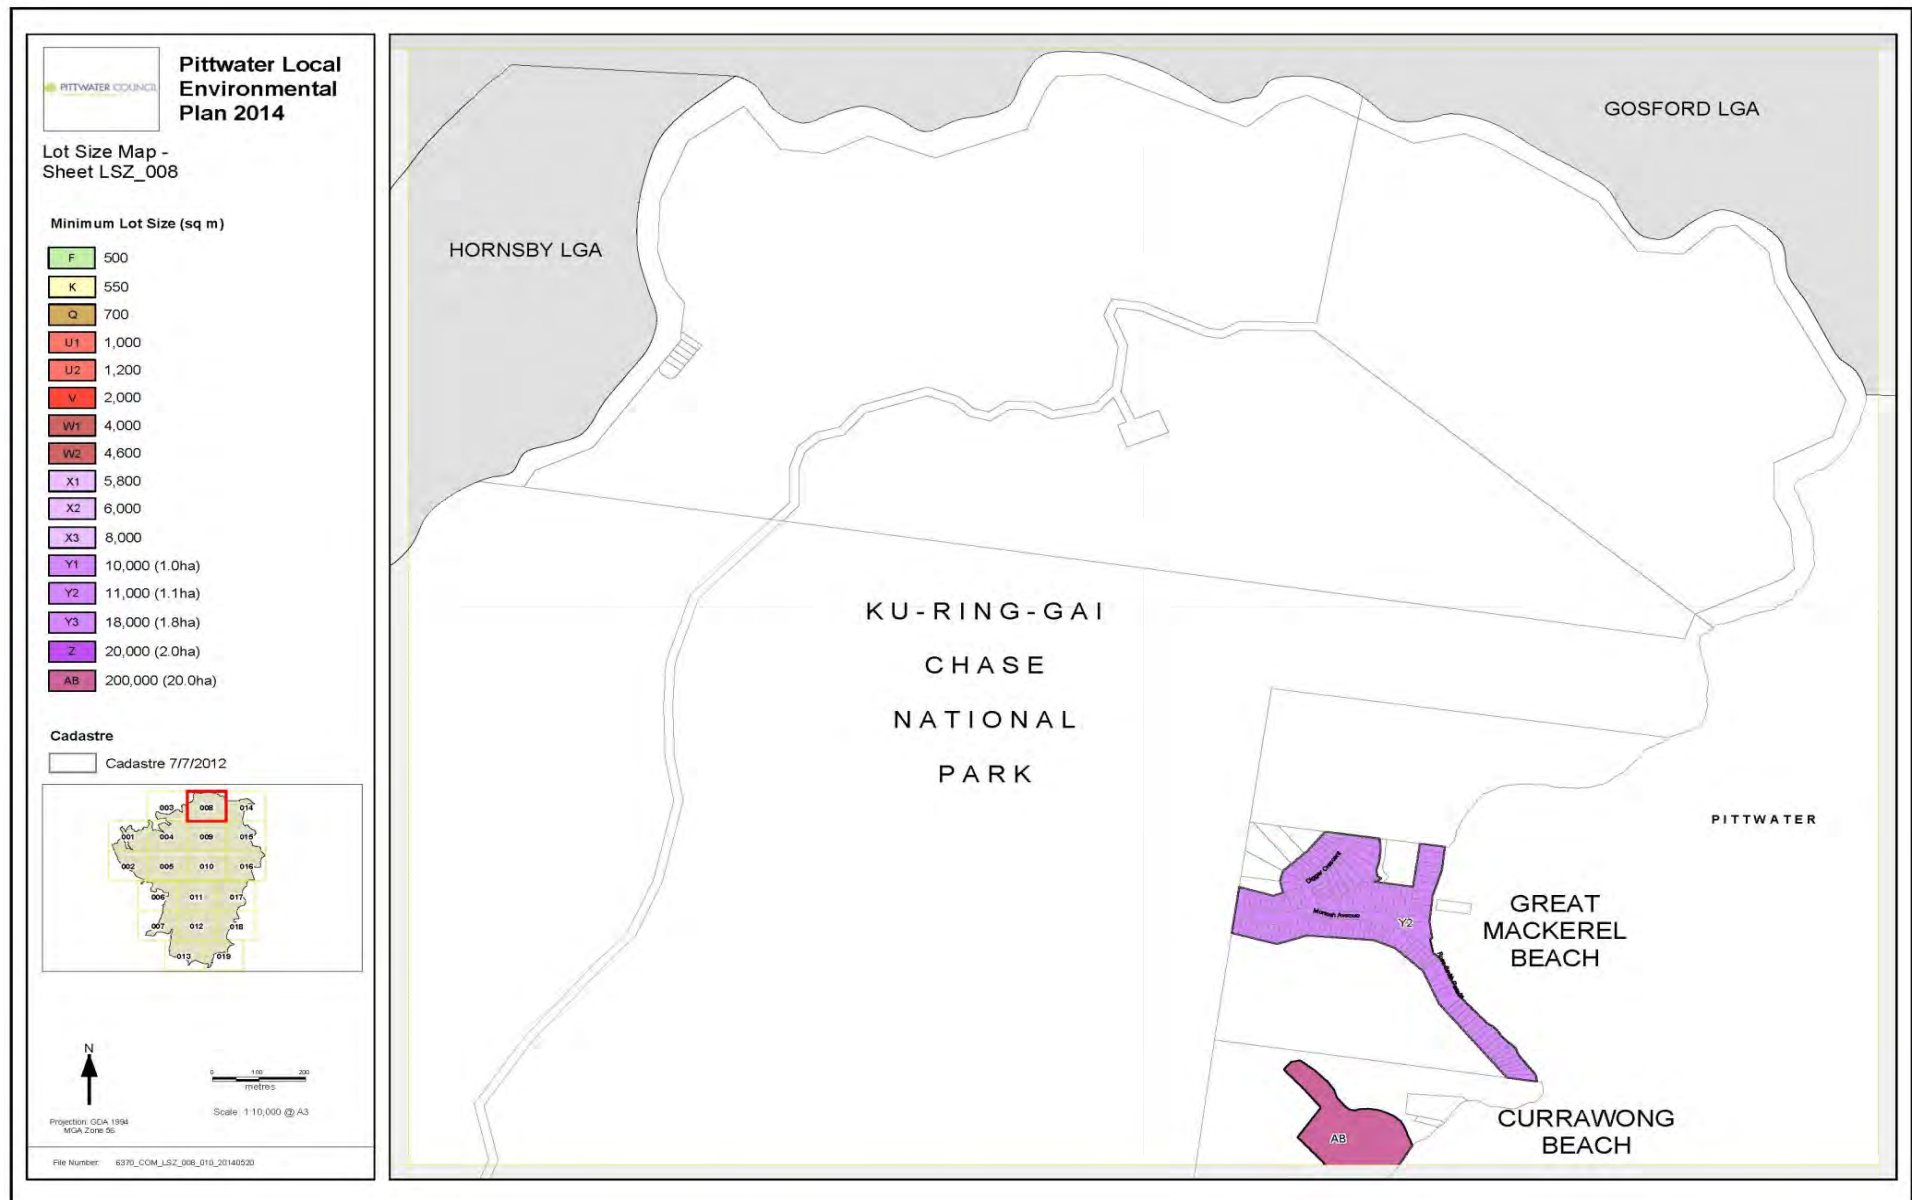 PITTWATER COUNCIL
Pittwater Local
Environmental
Plan 2014
Lot Size Map -
Sheet LSZ_008
Minimum Lot Size (sq m)
F 500
K 550
Q 700
U1 1,000
U2 1,200
V 2,000
W1 4,000
W2 4,600
X1 5,800
X2 6,000
X3 8,000
Y1 10,000 (1.0ha)
Y2 11,000 (1.1ha)
Y3 18,000 (1.8ha)
Z 20,000 (2.0ha)
AB 200,000 (20.0ha)
Cadastre
Cadastre 7/7/2012
003 008 014
001 004 009 015
002 005 010 016
006 011 017
007 012 018
013 019
N
0 100 200
metres
Scale 1:10,000 @ A3
Projection: GDA 1994
MGA Zone 56
File Number: 6370_COM_LSZ_008_010_20140520
GOSFORD LGA
HORNSBY LGA
KU-RING-GAI
CHASE
NATIONAL
PARK
PITTWATER
Digger Crescent
Monash Avenue
Y2
GREAT
MACKEREL
BEACH
CURRAWONG
BEACH
AB